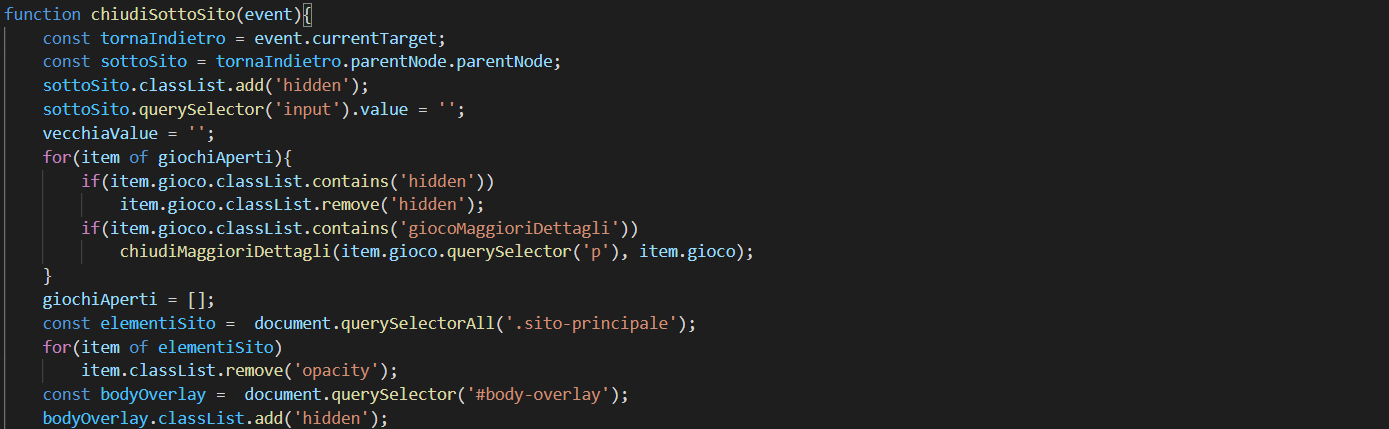 function chiudiSottoSito(event){
    const tornaIndietro = event.currentTarget;
    const sottoSito = tornaIndietro.parentNode.parentNode;
    sottoSito.classList.add('hidden');
    sottoSito.querySelector('input').value = '';
    vecchiaValue = '';
    for(item of giochiAperti){
        if(item.gioco.classList.contains('hidden'))
            item.gioco.classList.remove('hidden');
        if(item.gioco.classList.contains('giocoMaggioriDettagli'))
            chiudiMaggioriDettagli(item.gioco.querySelector('p'), item.gioco);
    }
    giochiAperti = [];
    const elementiSito =  document.querySelectorAll('.sito-principale');
    for(item of elementiSito)
        item.classList.remove('opacity');
    const bodyOverlay =  document.querySelector('#body-overlay');
    bodyOverlay.classList.add('hidden');